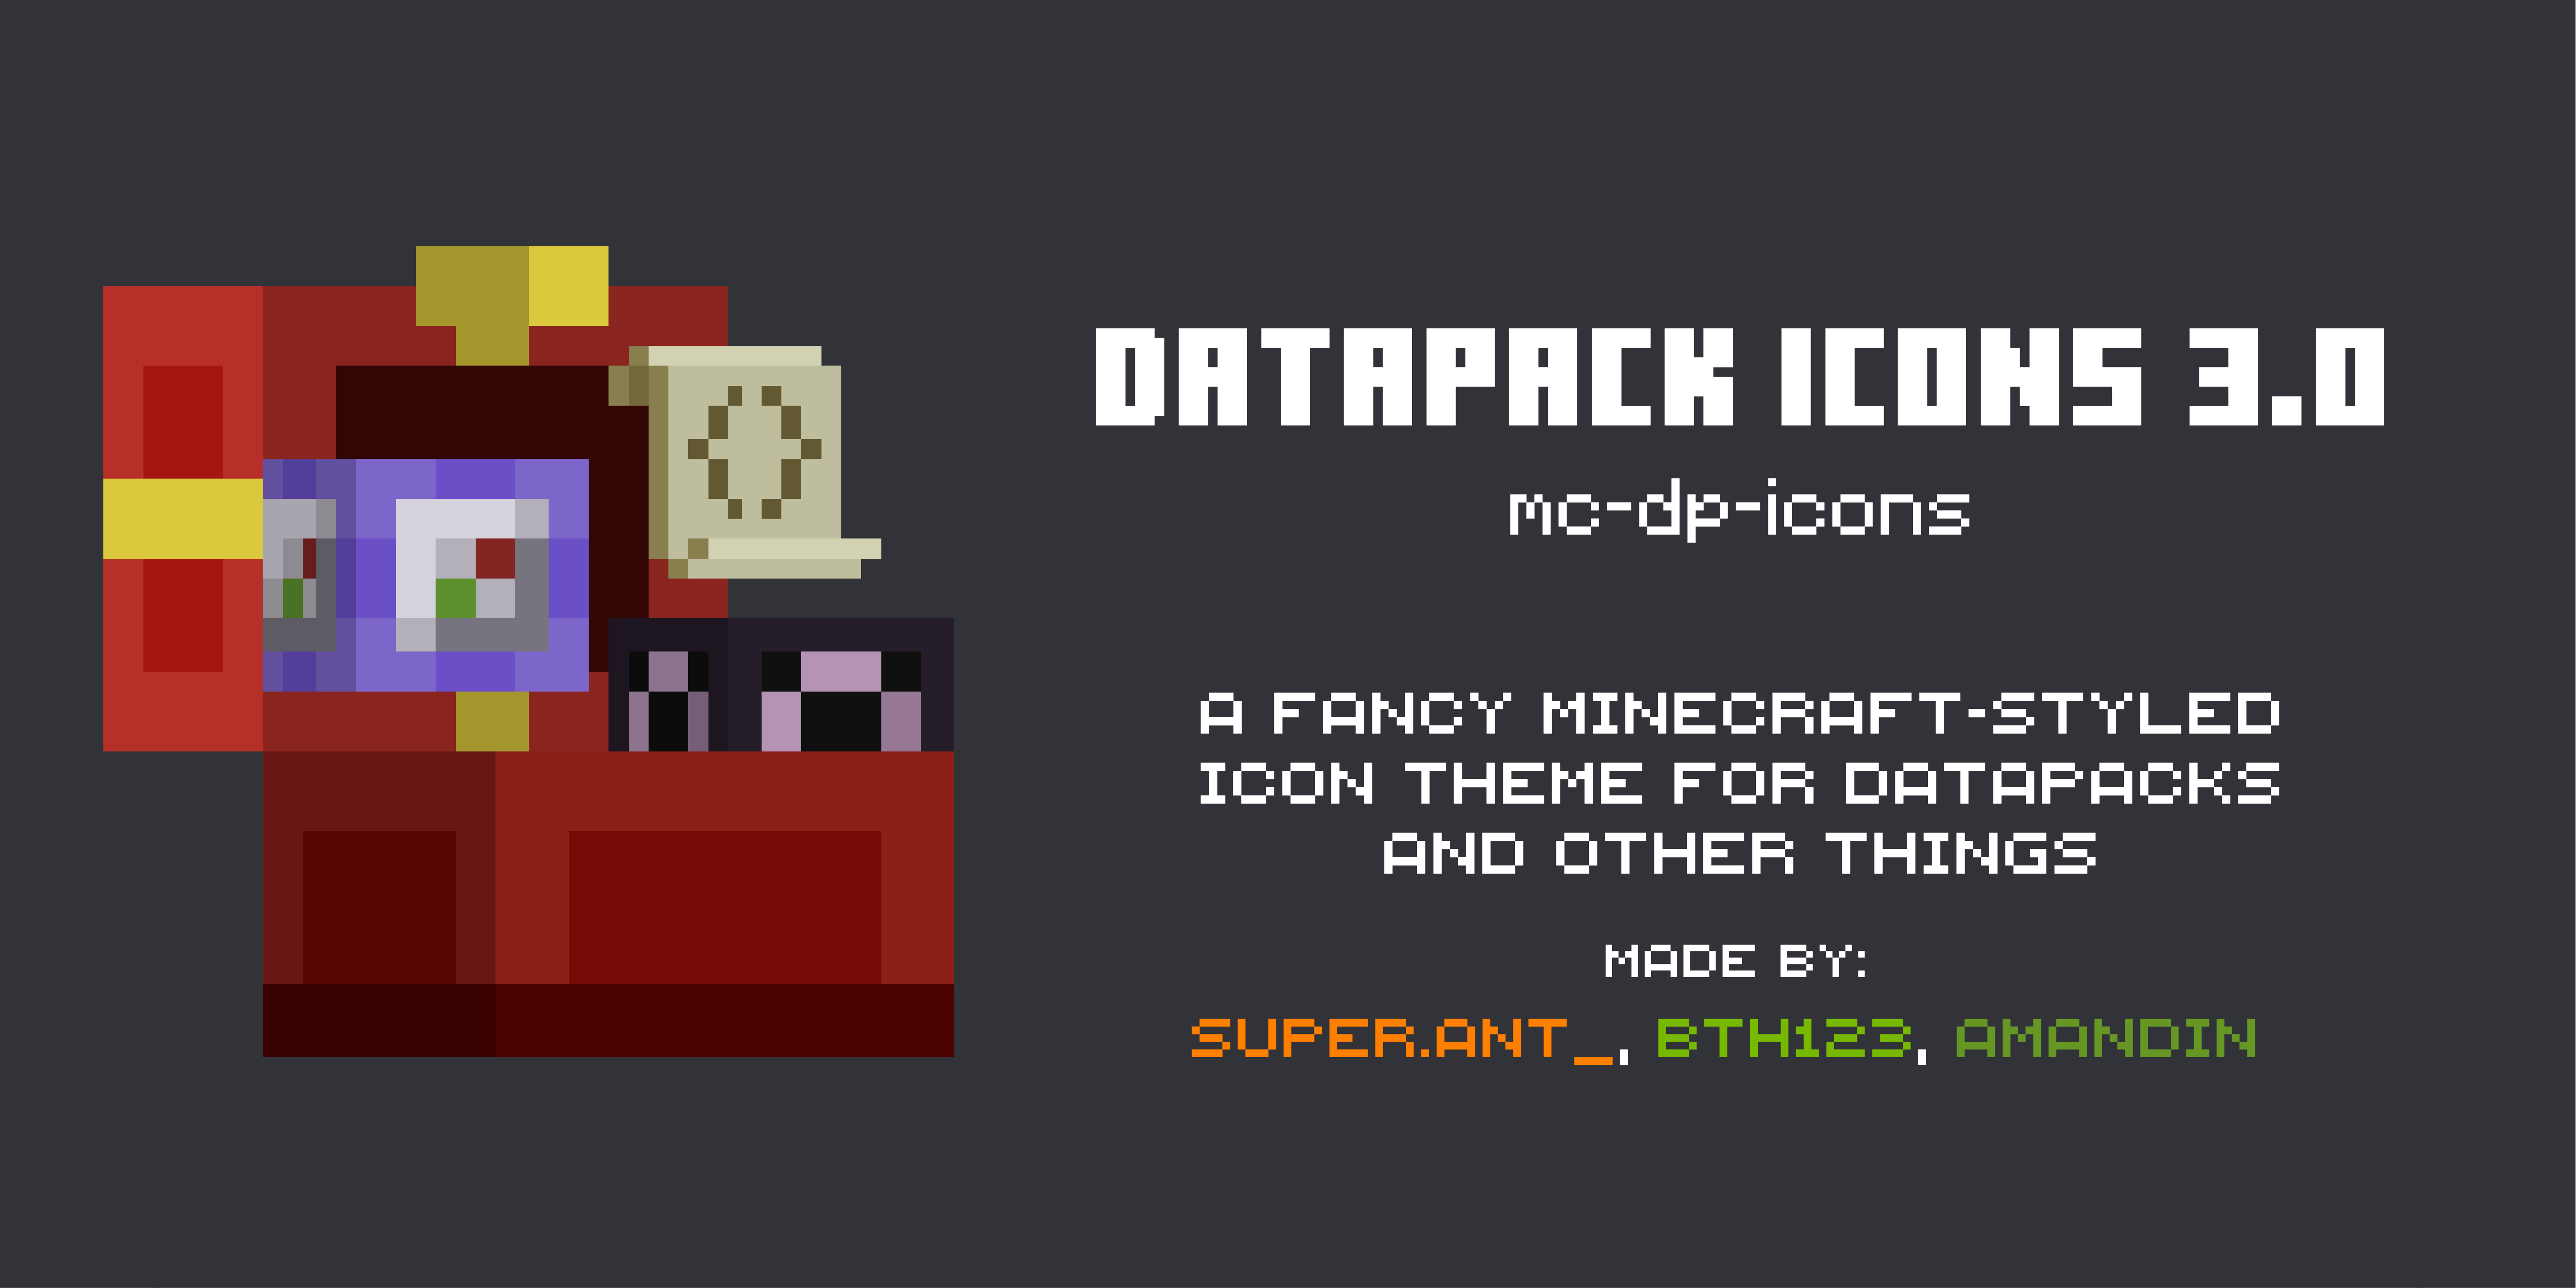 DATAPACK ICONS 3.0
mc-dp-icons
A FANCY MINECRAFT-STYLED
ICON THEME FOR DATAPACKS
AND OTHER THINGS
MADE BY:
SUPER.ANT_, BTH123, AMANDIN